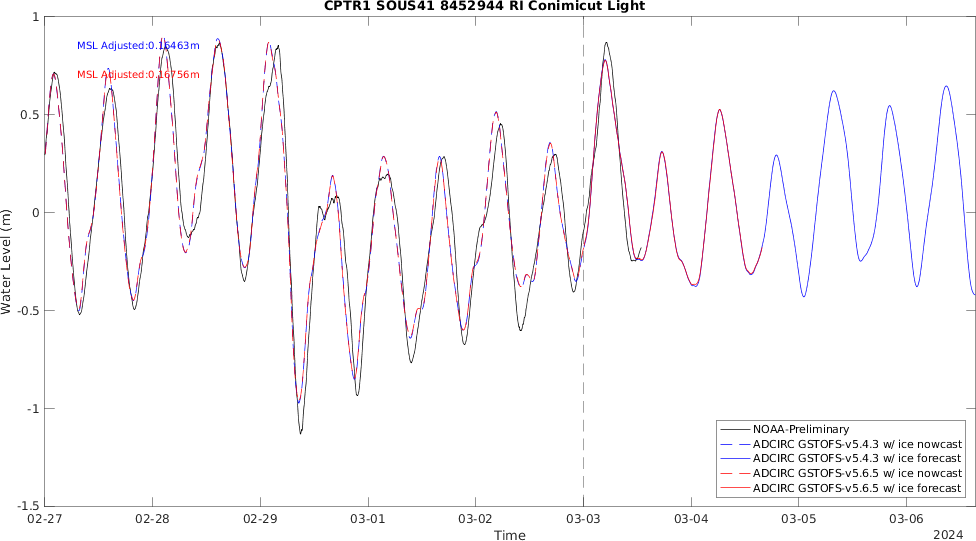 CPTR1 SOUS41 8452944 RI Conimicut Light
MSL Adjusted:0.16463m
MSL Adjusted:0.16756m
Water Level (m)
1
0.5
0
-0.5
-1
-1.5
02-27 02-28 02-29 03-01 03-02 03-03 03-04 03-05 03-06
Time
2024
NOAA-Preliminary
ADCIRC GSTOFS-v5.4.3 w/ ice nowcast
ADCIRC GSTOFS-v5.4.3 w/ ice forecast
ADCIRC GSTOFS-v5.6.5 w/ ice nowcast
ADCIRC GSTOFS-v5.6.5 w/ ice forecast